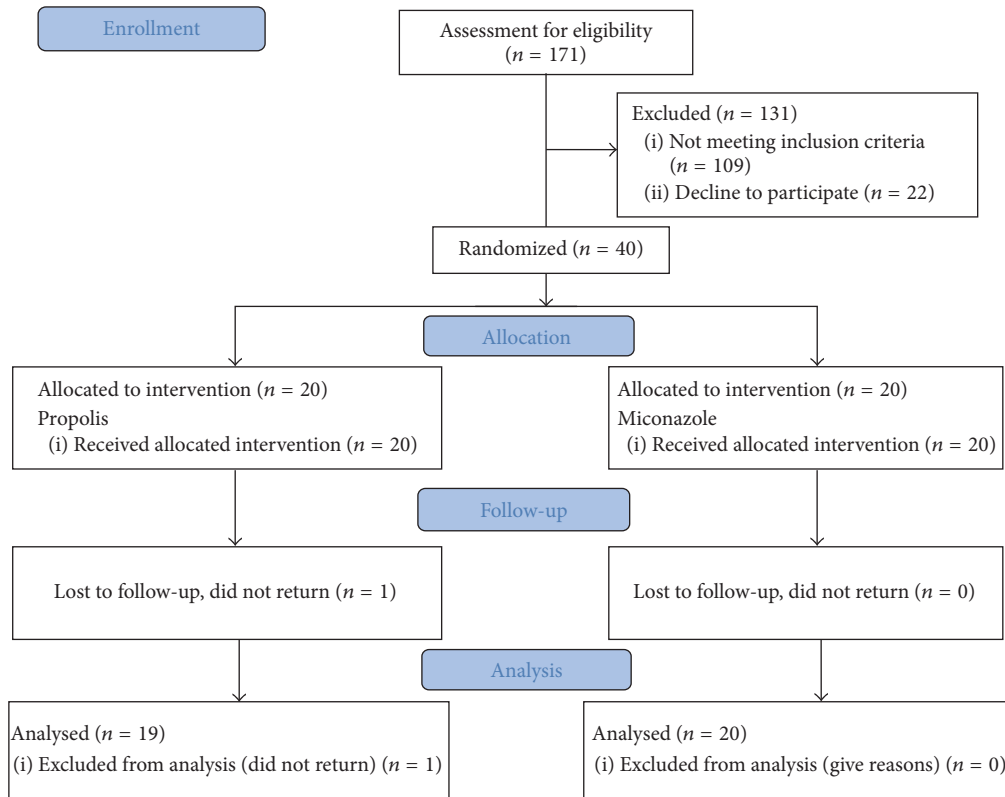 Enrollment
Assessment for eligibility
(n = 171)
Excluded (n = 131)
(i) Not meeting inclusion criteria
(n = 109)
(ii) Decline to participate (n = 22)
Randomized (n = 40)
Allocation
Allocated to intervention (n = 20)
Propolis
(i) Received allocated intervention (n = 20)
Allocated to intervention (n = 20)
Miconazole
(i) Received allocated intervention (n = 20)
Follow-up
Lost to follow-up, did not return (n = 1)
Lost to follow-up, did not return (n = 0)
Analysis
Analysed (n = 19)
(i) Excluded from analysis (did not return) (n = 1)
Analysed (n = 20)
(i) Excluded from analysis (give reasons) (n = 0)